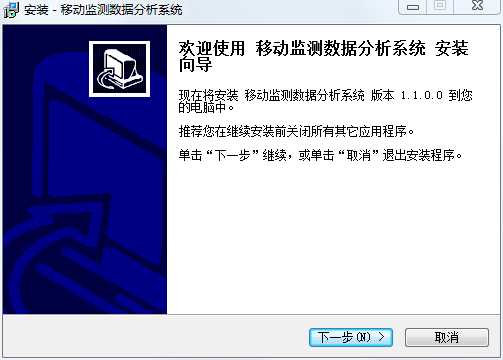 安装 - 移动监测数据分析系统
欢迎使用 移动监测数据分析系统 安装
向导
现在将安装 移动监测数据分析系统 版本 1.1.0.0 到您
的电脑中。
推荐您在继续安装前关闭所有其它应用程序。
单击“下一步”继续，或单击“取消”退出安装程序。
下一步(N) >
取消